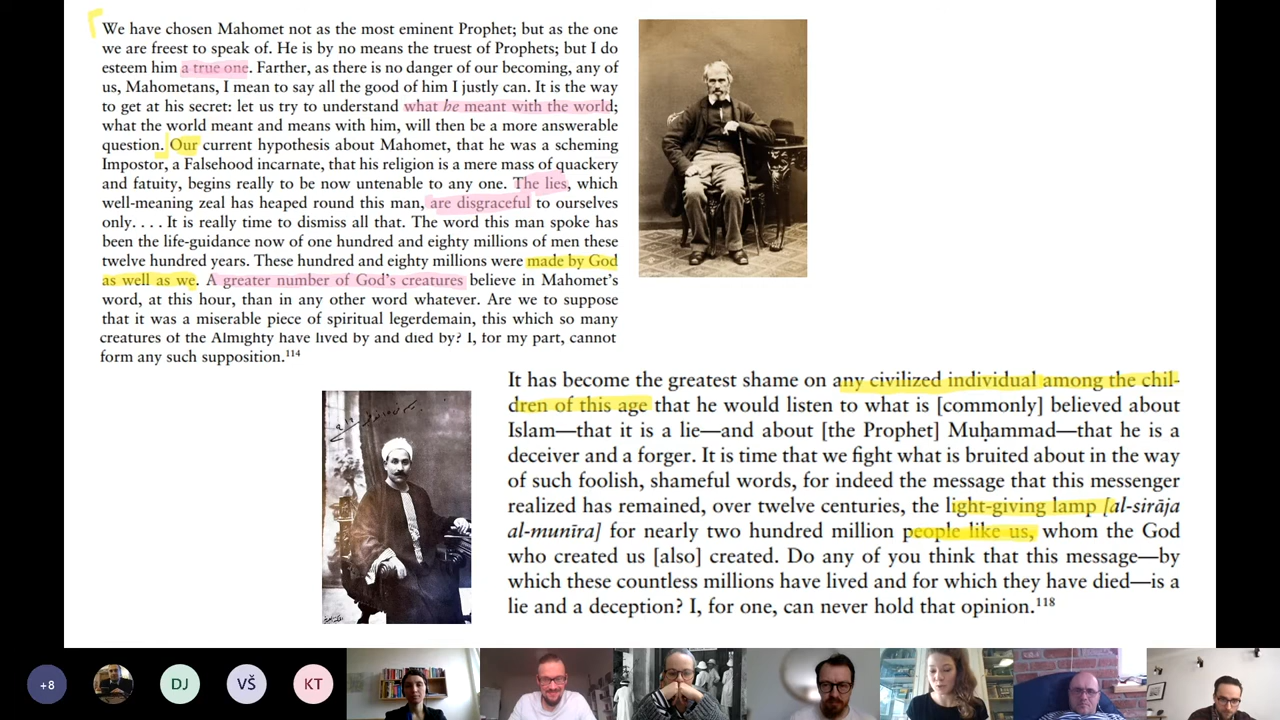 We have chosen Mahomet not as the most eminent Prophet; but as the one
we are freest to speak of. He is by no means the truest of Prophets; but I do
esteem him a true one. Farther, as there is no danger of our becoming, any of
us, Mahometans, I mean to say all the good of him I justly can. It is the way
to get at his secret: let us try to understand what he meant with the world;
what the world meant and means with him, will then be a more answerable
question. Our current hypothesis about Mahomet, that he was a scheming
Impostor, a Falsehood incarnate, that his religion is a mere mass of quackery
and fatuity, begins really to be now untenable to any one. The lies, which
well-meaning zeal has heaped round this man, are disgraceful to ourselves
only. . . . It is really time to dismiss all that. The word this man spoke has
been the life-guidance now of one hundred and eighty millions of men these
twelve hundred years. These hundred and eighty millions were made by God
as well as we. A greater number of God's creatures believe in Mahomet's
word, at this hour, than in any other word whatever. Are we to suppose
that it was a miserable piece of spiritual legerdemain, this which so many
creatures of the Almighty have lived by and died by? I, for my part, cannot
form any such supposition.114
It has become the greatest shame on any civilized individual among the chil-
dren of this age that he would listen to what is [commonly] believed about
Islam—that it is a lie—and about [the Prophet] Muḥammad—that he is a
deceiver and a forger. It is time that we fight what is bruited about in the way
of such foolish, shameful words, for indeed the message that this messenger
realized has remained, over twelve centuries, the light-giving lamp [al-sirāja
al-munīra] for nearly two hundred million people like us, whom the God
who created us [also] created. Do any of you think that this message—by
which these countless millions have lived and for which they have died—is a
lie and a deception? I, for one, can never hold that opinion.118
+8
DJ
VŠ
KT